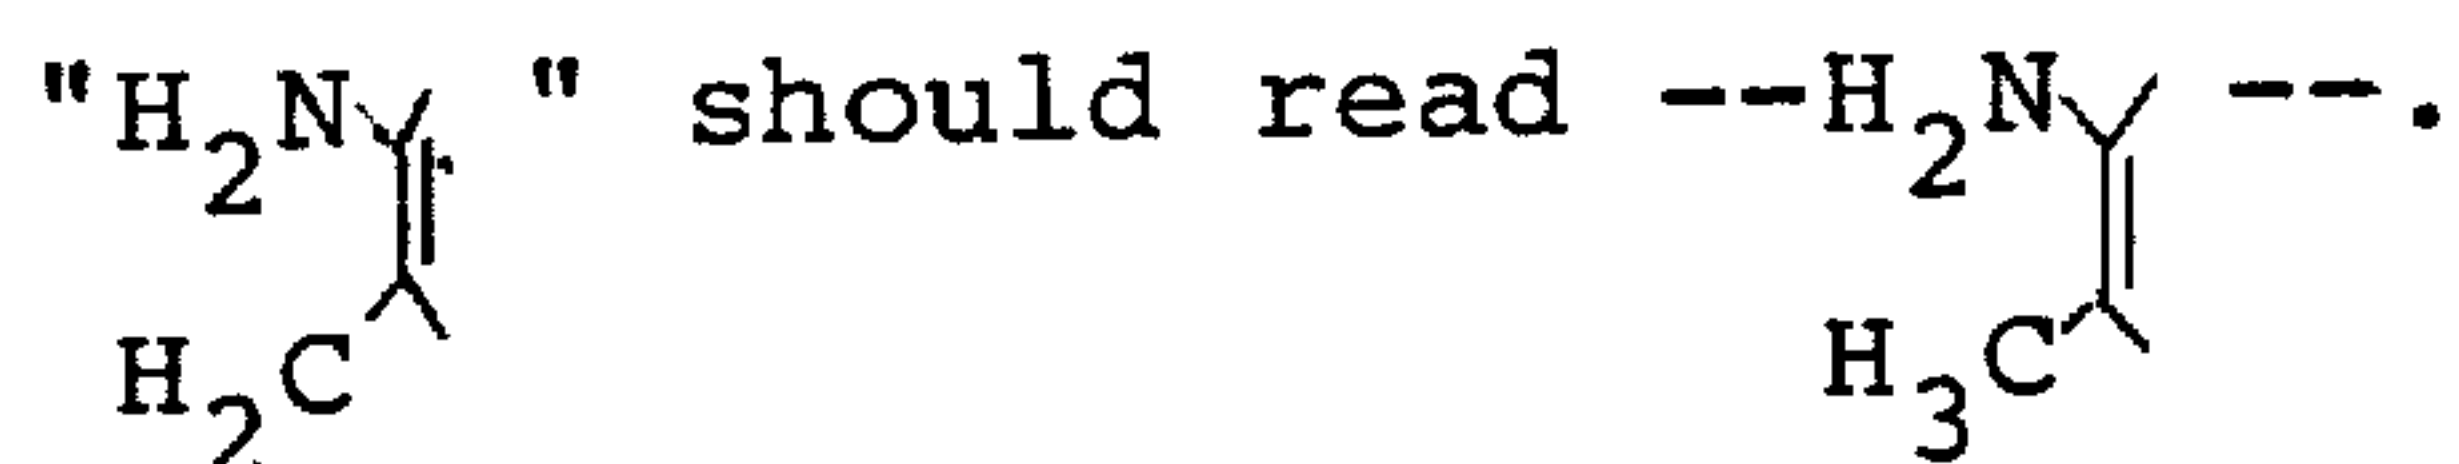 "H₂N " should read --H₂N --.
H₂C H₃C